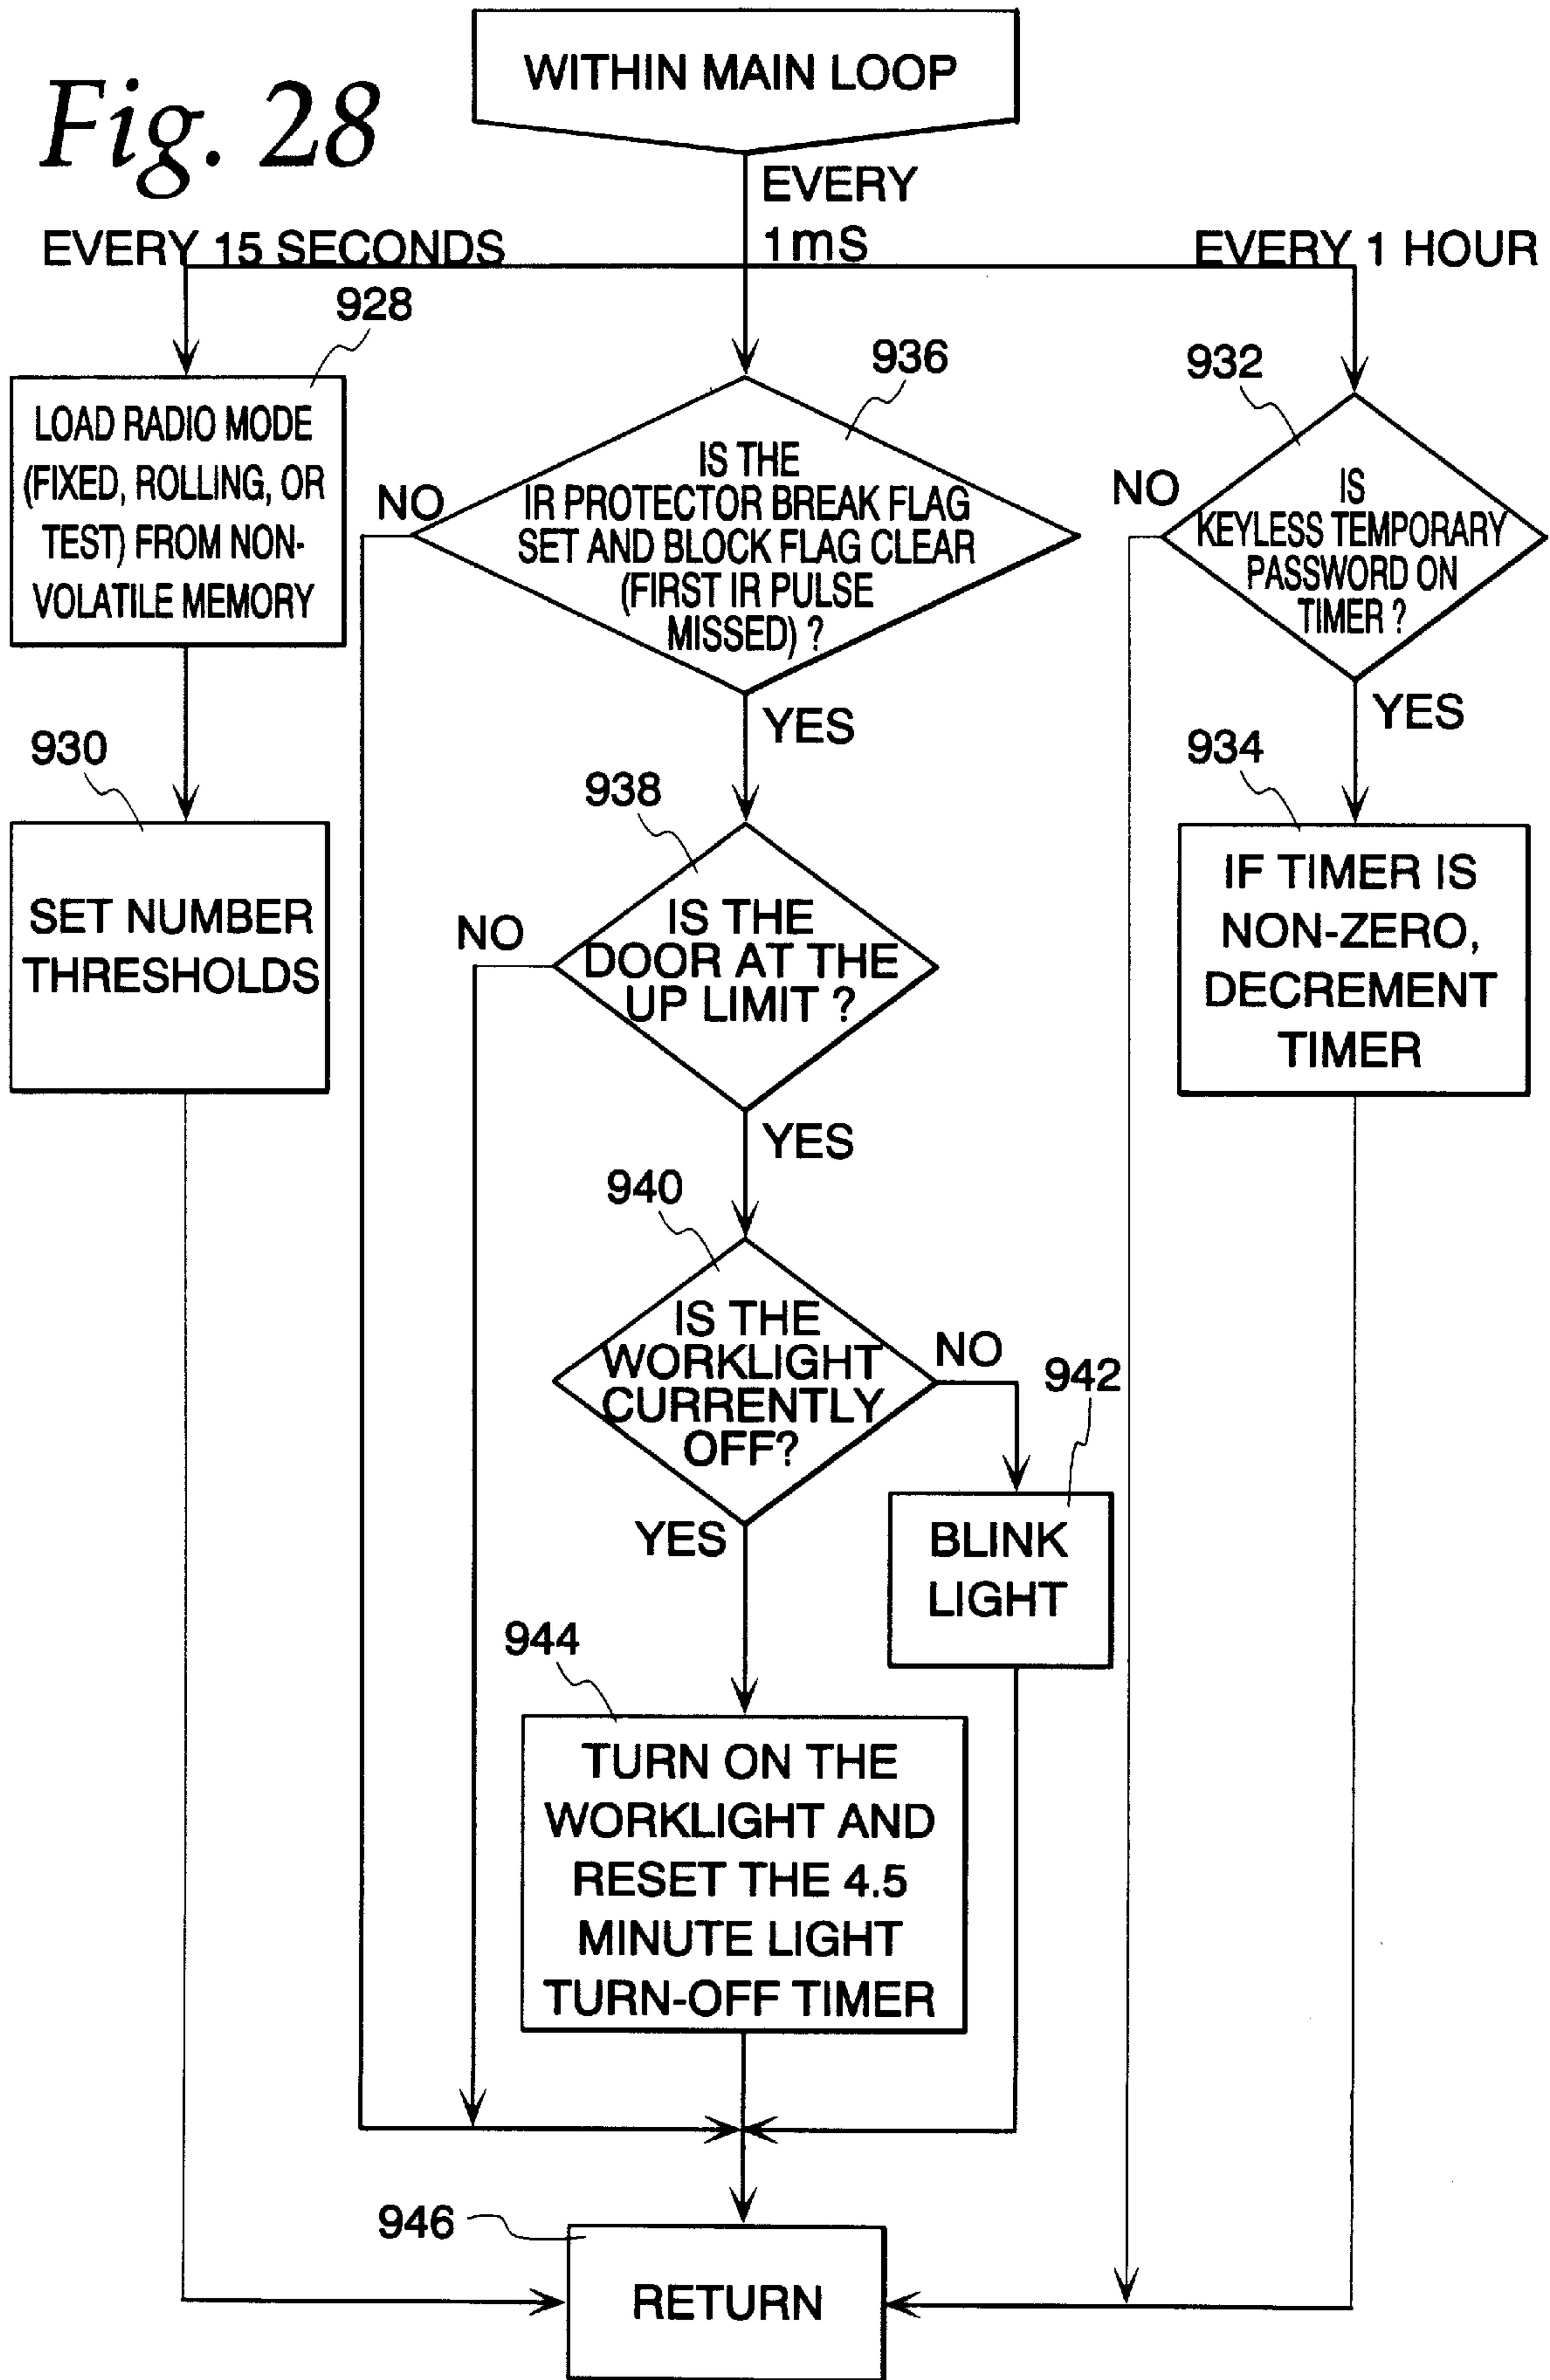 Fig. 28
WITHIN MAIN LOOP
EVERY
1mS
EVERY 15 SECONDS
EVERY 1 HOUR
928
LOAD RADIO MODE
(FIXED, ROLLING, OR
TEST) FROM NON-
VOLATILE MEMORY
930
SET NUMBER
THRESHOLDS
936
IS THE
IR PROTECTOR BREAK FLAG
SET AND BLOCK FLAG CLEAR
(FIRST IR PULSE
MISSED) ?
NO
YES
938
IS THE
DOOR AT THE
UP LIMIT ?
NO
YES
940
IS THE
WORKLIGHT
CURRENTLY
OFF?
NO
942
BLINK
LIGHT
YES
944
TURN ON THE
WORKLIGHT AND
RESET THE 4.5
MINUTE LIGHT
TURN-OFF TIMER
932
IS
KEYLESS TEMPORARY
PASSWORD ON
TIMER ?
NO
YES
934
IF TIMER IS
NON-ZERO,
DECREMENT
TIMER
946
RETURN